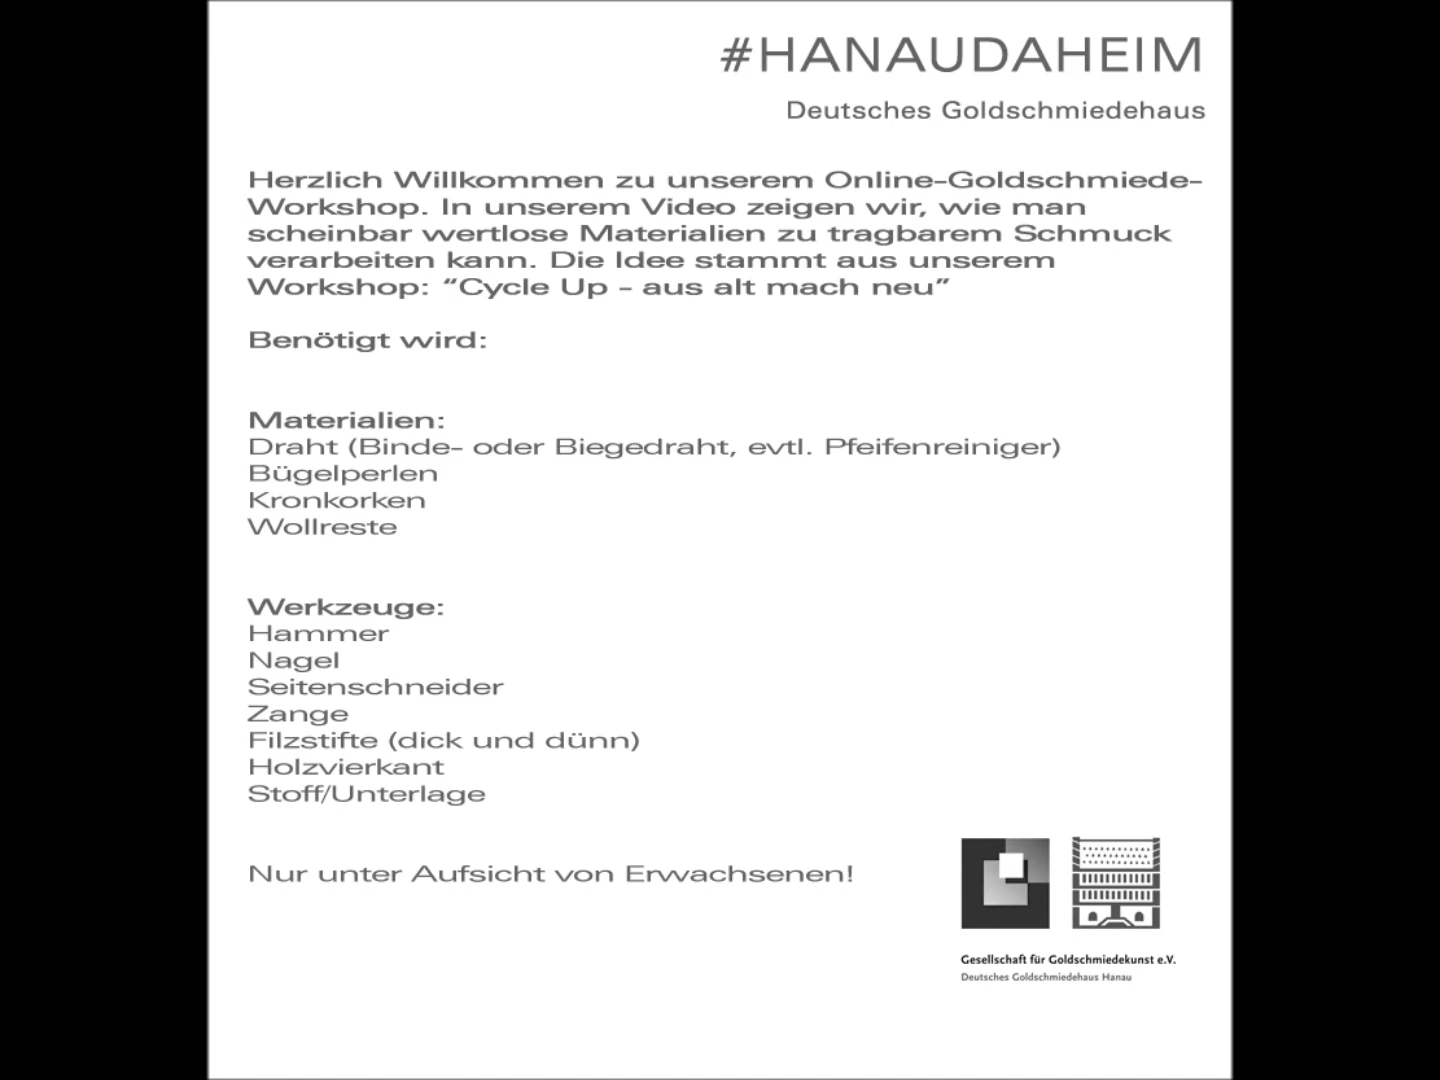 #HANAUDAHEIM
Deutsches Goldschmiedehaus
Herzlich Willkommen zu unserem Online-Goldschmiede-
Workshop. In unserem Video zeigen wir, wie man
scheinbar wertlose Materialien zu tragbarem Schmuck
verarbeiten kann. Die Idee stammt aus unserem
Workshop: “Cycle Up - aus alt mach neu”
Benötigt wird:
Materialien:
Draht (Binde- oder Biegedraht, evtl. Pfeifenreiniger)
Bügelperlen
Kronkorken
Wollreste
Werkzeuge:
Hammer
Nagel
Seitenschneider
Zange
Filzstifte (dick und dünn)
Holzvierkant
Stoff/Unterlage
Nur unter Aufsicht von Erwachsenen!
Gesellschaft für Goldschmiedekunst e.V.
Deutsches Goldschmiedehaus Hanau